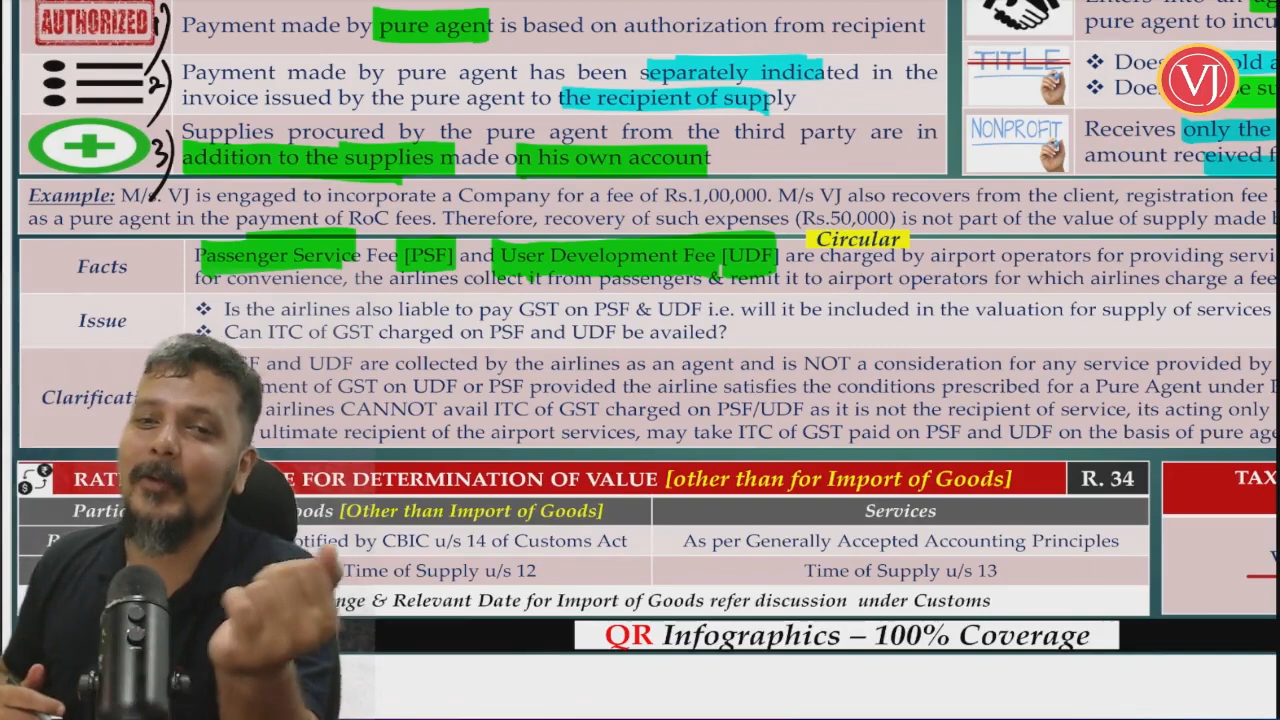 AUTHORIZED
1)
Payment made by pure agent is based on authorization from recipient
2)
Payment made by pure agent has been separately indicated in the
invoice issued by the pure agent to the recipient of supply
3)
Supplies procured by the pure agent from the third party are in
addition to the supplies made on his own account
pure agent to incu
TITLE
Does
old a
Doe
e su
VJ
NONPROFIT
Receives only the
amount received f
Example: M/s. VJ is engaged to incorporate a Company for a fee of Rs.1,00,000. M/s VJ also recovers from the client, registration fee
as a pure agent in the payment of RoC fees. Therefore, recovery of such expenses (Rs.50,000) is not part of the value of supply made b
Circular
Facts
Passenger Service Fee [PSF] and User Development Fee [UDF] are charged by airport operators for providing servi
for convenience, the airlines collect it from passengers & remit it to airport operators for which airlines charge a fee
Issue
Is the airlines also liable to pay GST on PSF & UDF i.e. will it be included in the valuation for supply of services
Can ITC of GST charged on PSF and UDF be availed?
Clarificati
SF and UDF are collected by the airlines as an agent and is NOT a consideration for any service provided by
ment of GST on UDF or PSF provided the airline satisfies the conditions prescribed for a Pure Agent under
airlines CANNOT avail ITC of GST charged on PSF/UDF as it is not the recipient of service, its acting only
ultimate recipient of the airport services, may take ITC of GST paid on PSF and UDF on the basis of pure age
RAT
E FOR DETERMINATION OF VALUE [other than for Import of Goods]
R. 34
TAX
Partic
oods [Other than Import of Goods]
Services
otified by CBIC u/s 14 of Customs Act
As per Generally Accepted Accounting Principles
Time of Supply u/s 12
Time of Supply u/s 13
nge & Relevant Date for Import of Goods refer discussion under Customs
QR Infographics – 100% Coverage